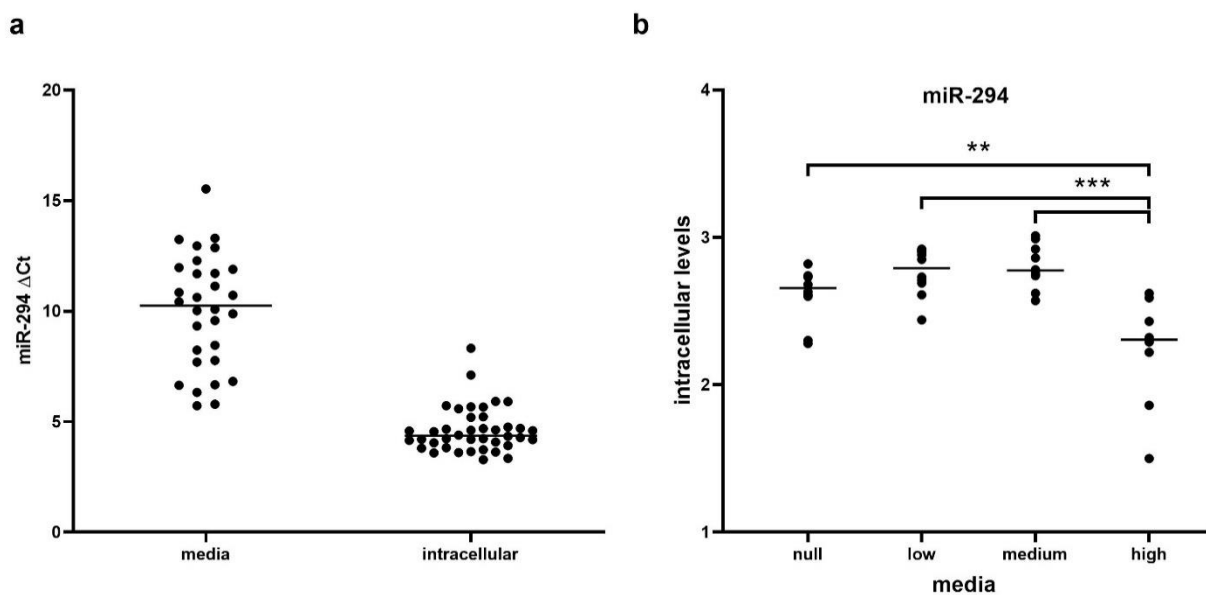 a
20
15
10
5
0
miR-294 ΔCt
media
intracellular
b
miR-294
4
3
2
1
intracellular levels
**
***
null
low
medium
high
media